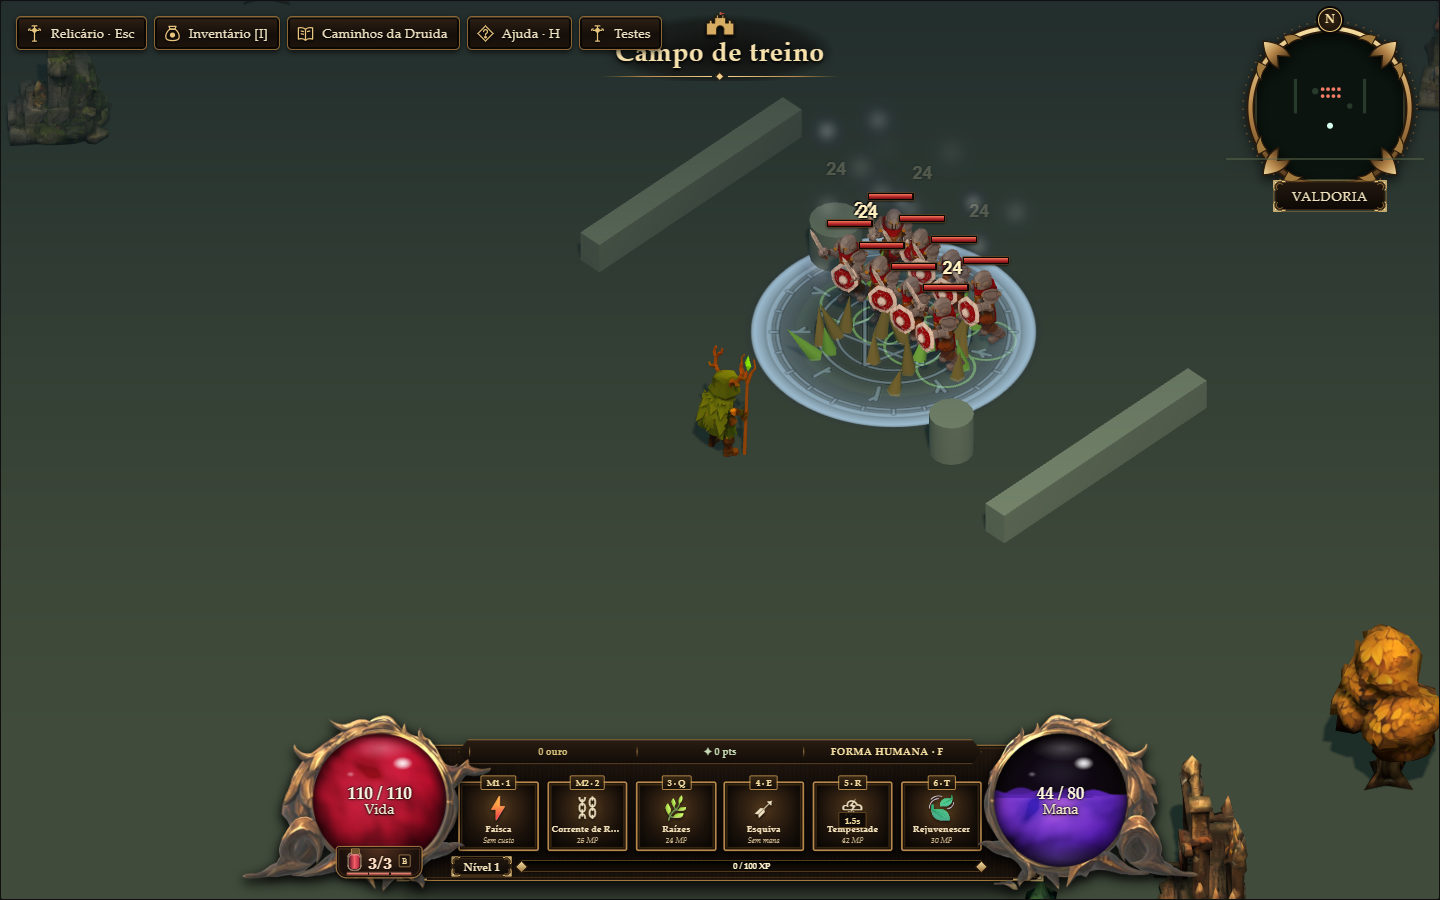 Relicário · Esc
Inventário [I]
Caminhos da Druida
Ajuda · H
Testes
Campo de treino
N
VALDORIA
24
24
24
24
24
0 ouro
0 pts
FORMA HUMANA · F
110 / 110
Vida
3/3
B
M1 · 1
Faísca
Sem custo
M2 · 2
Corrente de R...
26 MP
3 · Q
Raízes
24 MP
4 · E
Esquiva
Sem mana
5 · R
1.5s
Tempestade
42 MP
6 · T
Rejuvenescer
30 MP
44 / 80
Mana
Nível 1
0 / 100 XP